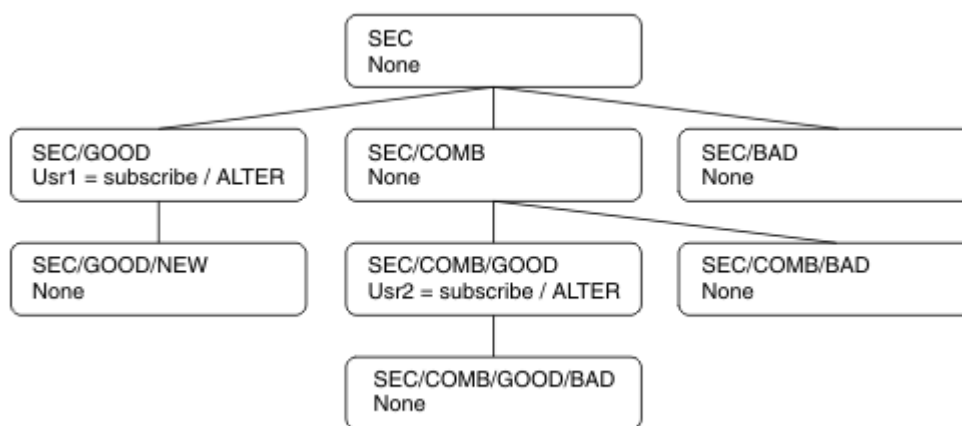 SEC
None
SEC/GOOD
Usr1 = subscribe / ALTER
SEC/COMB
None
SEC/BAD
None
SEC/GOOD/NEW
None
SEC/COMB/GOOD
Usr2 = subscribe / ALTER
SEC/COMB/BAD
None
SEC/COMB/GOOD/BAD
None